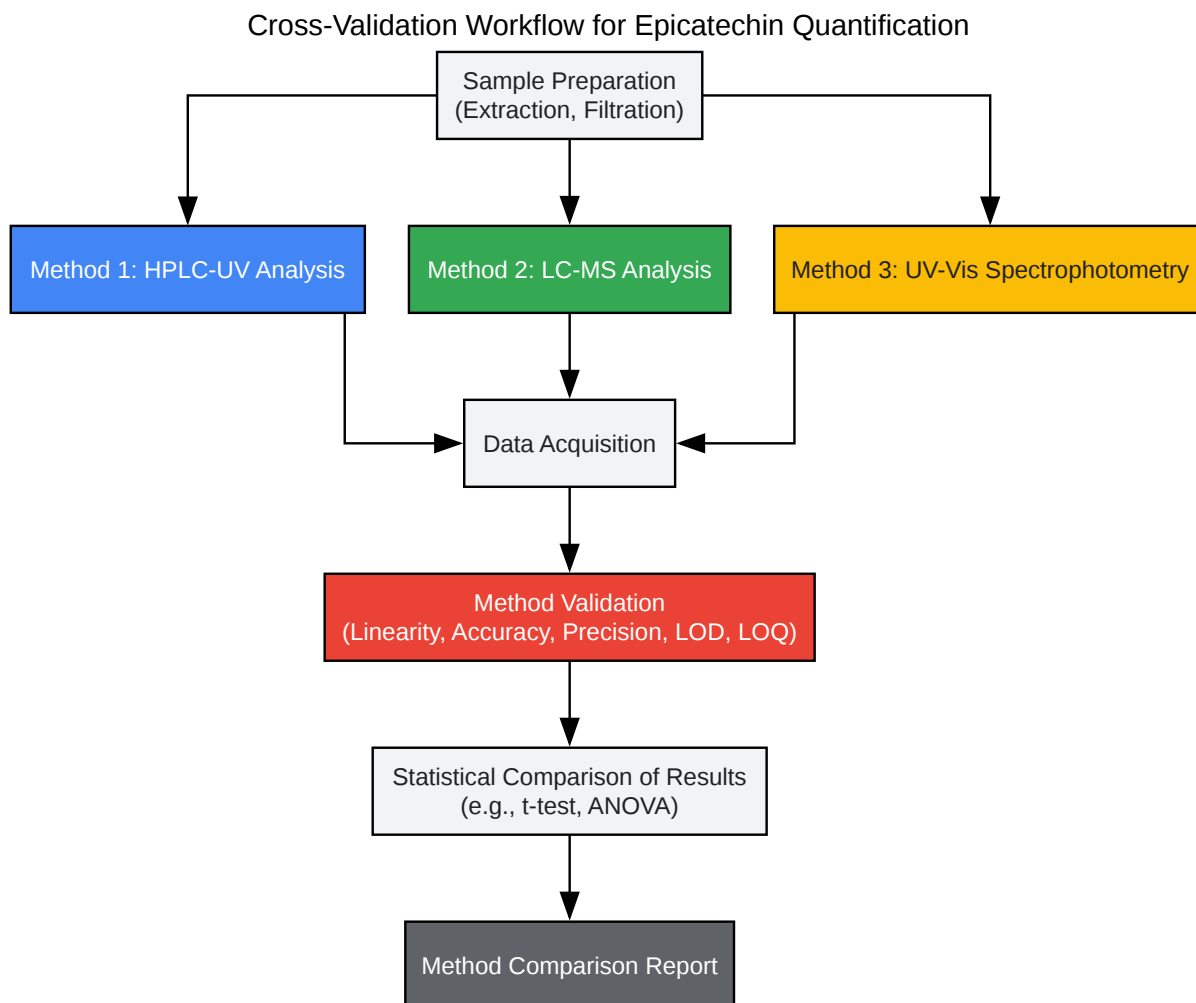 Cross-Validation Workflow for Epicatechin Quantification
Sample Preparation
(Extraction, Filtration)
Method 1: HPLC-UV Analysis
Method 2: LC-MS Analysis
Method 3: UV-Vis Spectrophotometry
Data Acquisition
Method Validation
(Linearity, Accuracy, Precision, LOD, LOQ)
Statistical Comparison of Results
(e.g., t-test, ANOVA)
Method Comparison Report